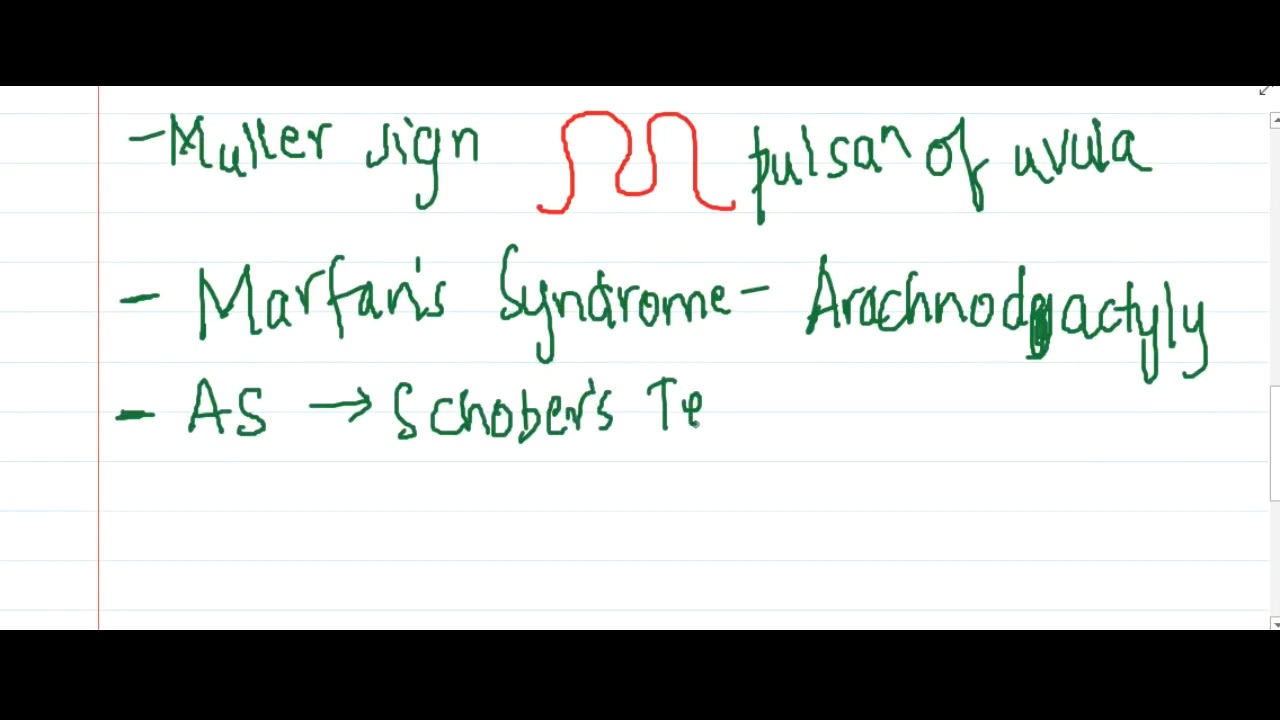 - Muller sign pulsaⁿ of uvula
- Marfan's Syndrome - Arachnodactyly
- AS → Schober's Te